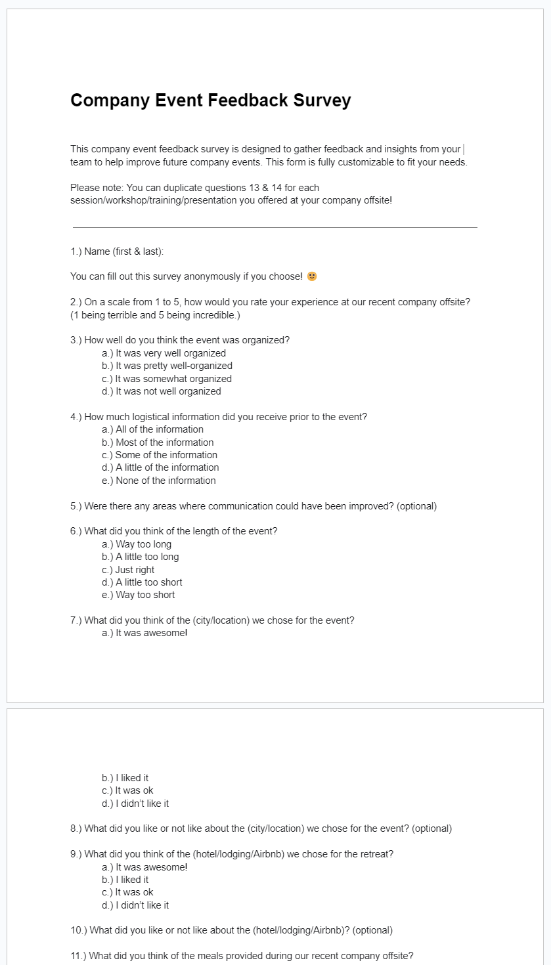 Company Event Feedback Survey
This company event feedback survey is designed to gather feedback and insights from your
team to help improve future company events. This form is fully customizable to fit your needs.
Please note: You can duplicate questions 13 & 14 for each
session/workshop/training/presentation you offered at your company offsite!
1.) Name (first & last):
You can fill out this survey anonymously if you choose! 🙂
2.) On a scale from 1 to 5, how would you rate your experience at our recent company offsite?
(1 being terrible and 5 being incredible.)
3.) How well do you think the event was organized?
a.) It was very well organized
b.) It was pretty well-organized
c.) It was somewhat organized
d.) It was not well organized
4.) How much logistical information did you receive prior to the event?
a.) All of the information
b.) Most of the information
c.) Some of the information
d.) A little of the information
e.) None of the information
5.) Were there any areas where communication could have been improved? (optional)
6.) What did you think of the length of the event?
a.) Way too long
b.) A little too long
c.) Just right
d.) A little too short
e.) Way too short
7.) What did you think of the (city/location) we chose for the event?
a.) It was awesome!
b.) I liked it
c.) It was ok
d.) I didn't like it
8.) What did you like or not like about the (city/location) we chose for the event? (optional)
9.) What did you think of the (hotel/lodging/Airbnb) we chose for the retreat?
a.) It was awesome!
b.) I liked it
c.) It was ok
d.) I didn't like it
10.) What did you like or not like about the (hotel/lodging/Airbnb)? (optional)
11.) What did you think of the meals provided during our recent company offsite?